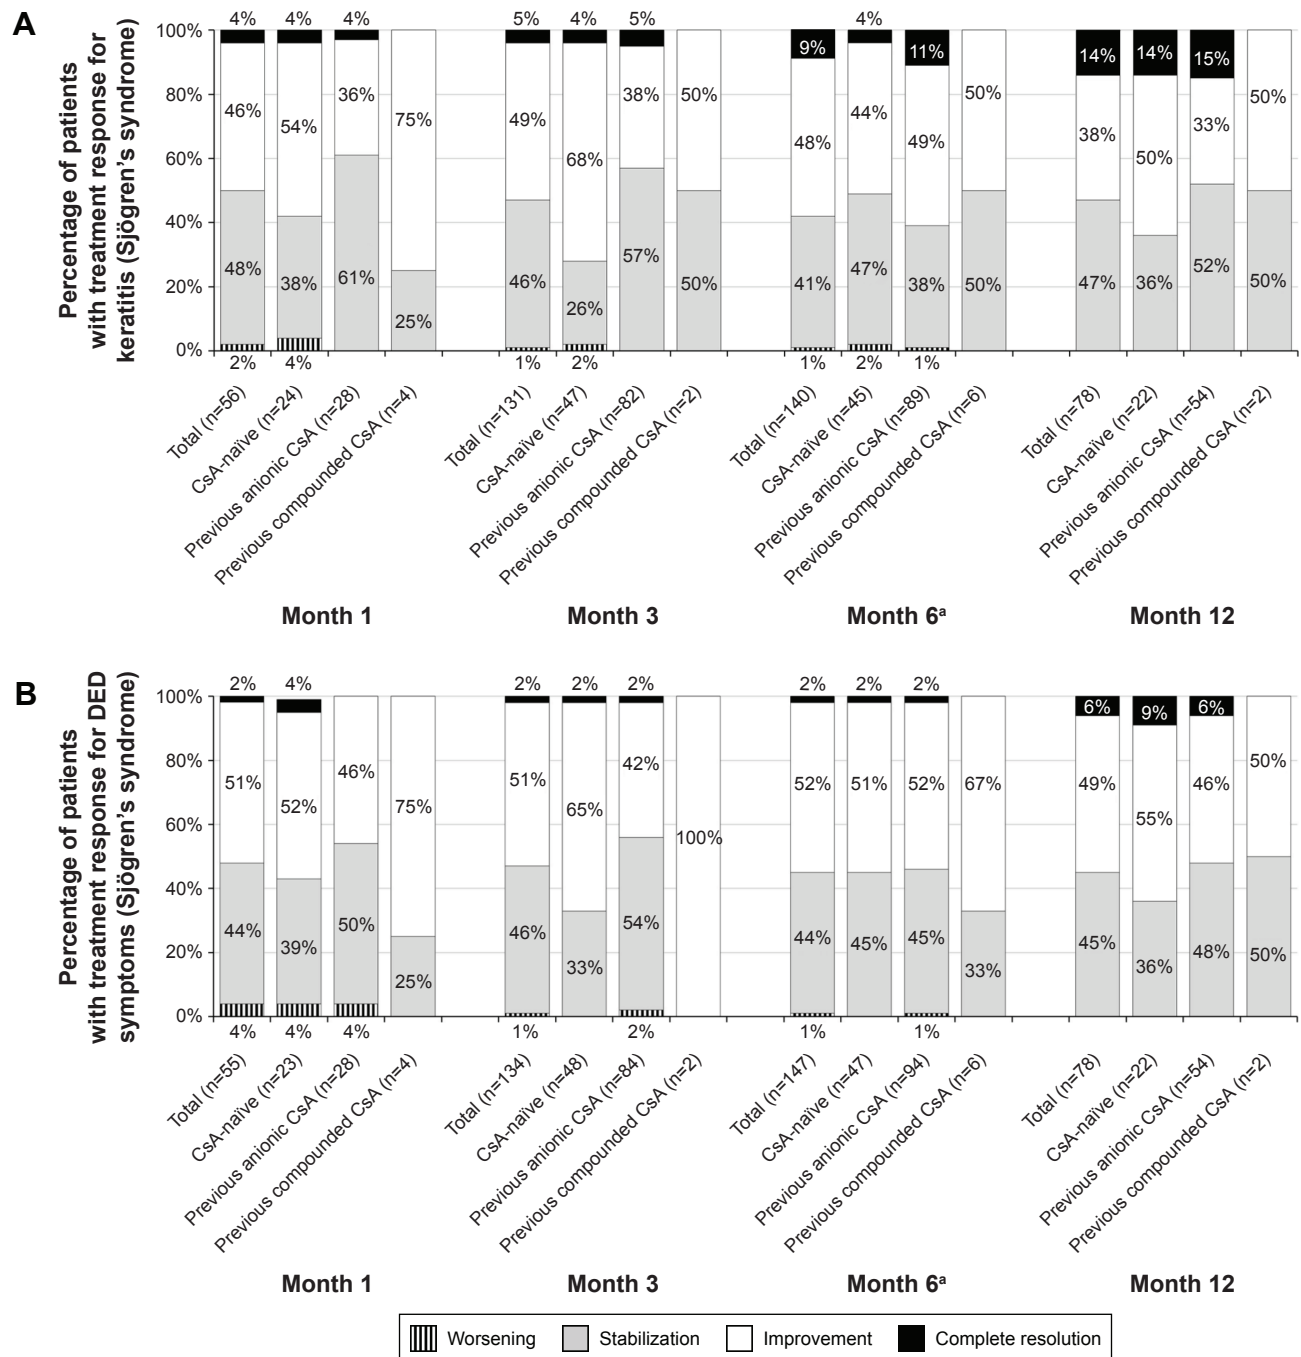 A
Percentage of patients
with treatment response for
keratitis (Sjögren's syndrome)
100%
80%
60%
40%
20%
0%
4% 4% 4% 5% 4% 5% 4%
9% 11% 14% 14% 15%
46% 54% 36% 75% 49% 68% 38% 50% 48% 44% 49% 50% 38% 50% 33% 50%
48% 38% 61% 25% 46% 26% 57% 50% 41% 47% 38% 50% 47% 36% 52% 50%
2% 4% 1% 2% 1% 2% 1%
Total (n=56)
CsA-naïve (n=24)
Previous anionic CsA (n=28)
Previous compounded CsA (n=4)
Total (n=131)
CsA-naïve (n=47)
Previous anionic CsA (n=82)
Previous compounded CsA (n=2)
Total (n=140)
CsA-naïve (n=45)
Previous anionic CsA (n=89)
Previous compounded CsA (n=6)
Total (n=78)
CsA-naïve (n=22)
Previous anionic CsA (n=54)
Previous compounded CsA (n=2)
Month 1 Month 3 Month 6ª Month 12
B
Percentage of patients
with treatment response for DED
symptoms (Sjögren's syndrome)
100%
80%
60%
40%
20%
0%
2% 4% 2% 2% 2% 2% 2% 2%
6% 9% 6%
51% 52% 46% 75% 51% 65% 42% 100% 52% 51% 52% 67% 49% 55% 46% 50%
44% 39% 50% 25% 46% 33% 54% 44% 45% 45% 33% 45% 36% 48% 50%
4% 4% 4% 1% 2% 1% 1%
Total (n=55)
CsA-naïve (n=23)
Previous anionic CsA (n=28)
Previous compounded CsA (n=4)
Total (n=134)
CsA-naïve (n=48)
Previous anionic CsA (n=84)
Previous compounded CsA (n=2)
Total (n=147)
CsA-naïve (n=47)
Previous anionic CsA (n=94)
Previous compounded CsA (n=6)
Total (n=78)
CsA-naïve (n=22)
Previous anionic CsA (n=54)
Previous compounded CsA (n=2)
Month 1 Month 3 Month 6ª Month 12
Worsening Stabilization Improvement Complete resolution